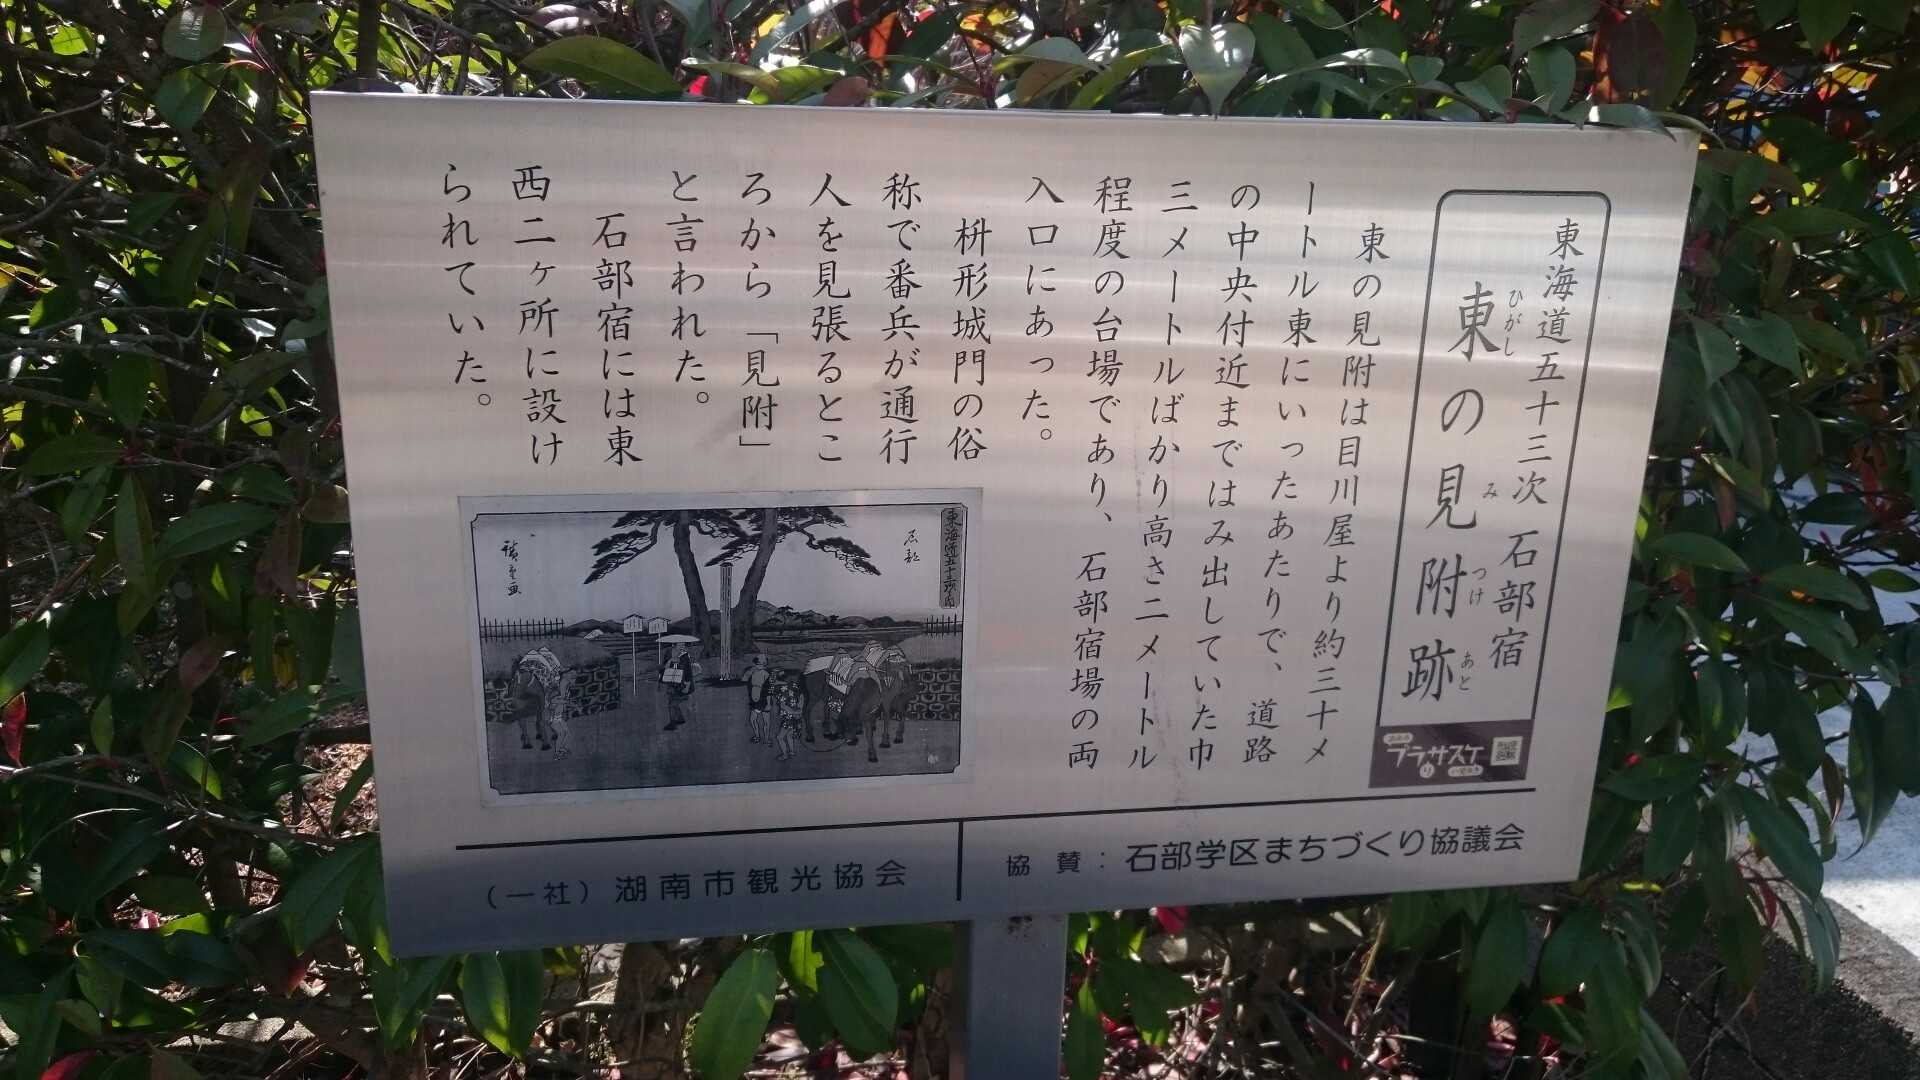 東海道五十三次 石部宿
東の見附跡
ひがし
み
つけ
あと
東の見附は目川屋より約三十メ
ートル東にいったあたりで、道路
の中央付近まではみ出していた巾
三メートルばかり高さ二メートル
程度の台場であり、石部宿場の両
入口にあった。
枡形城門の俗
称で番兵が通行
人を見張るとこ
ろから「見附」
と言われた。
石部宿には東
西二ヶ所に設け
られていた。
プラッサスケ
東海道五十三次之内
石部
廣重画
協 賛：石部学区まちづくり協議会
（一社）湖南市観光協会